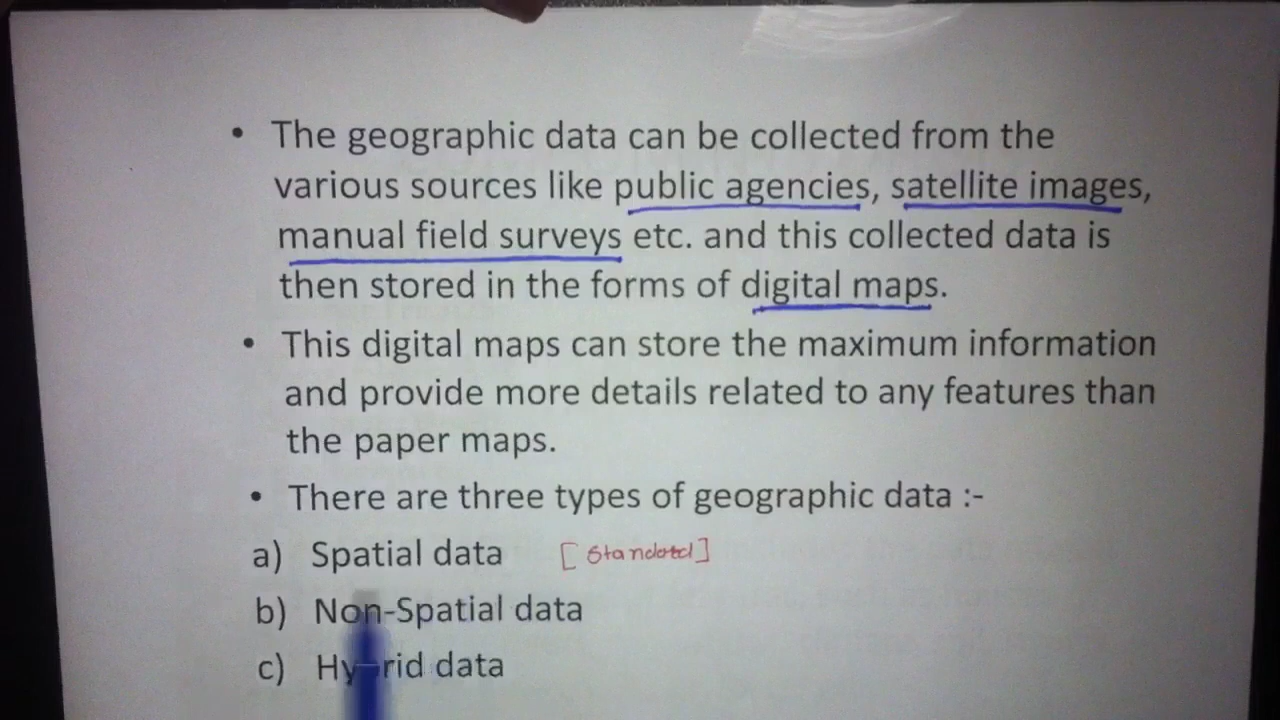 • The geographic data can be collected from the
various sources like public agencies, satellite images,
manual field surveys etc. and this collected data is
then stored in the forms of digital maps.
• This digital maps can store the maximum information
and provide more details related to any features than
the paper maps.
• There are three types of geographic data :-
a) Spatial data
b) Non-Spatial data
c) Hybrid data